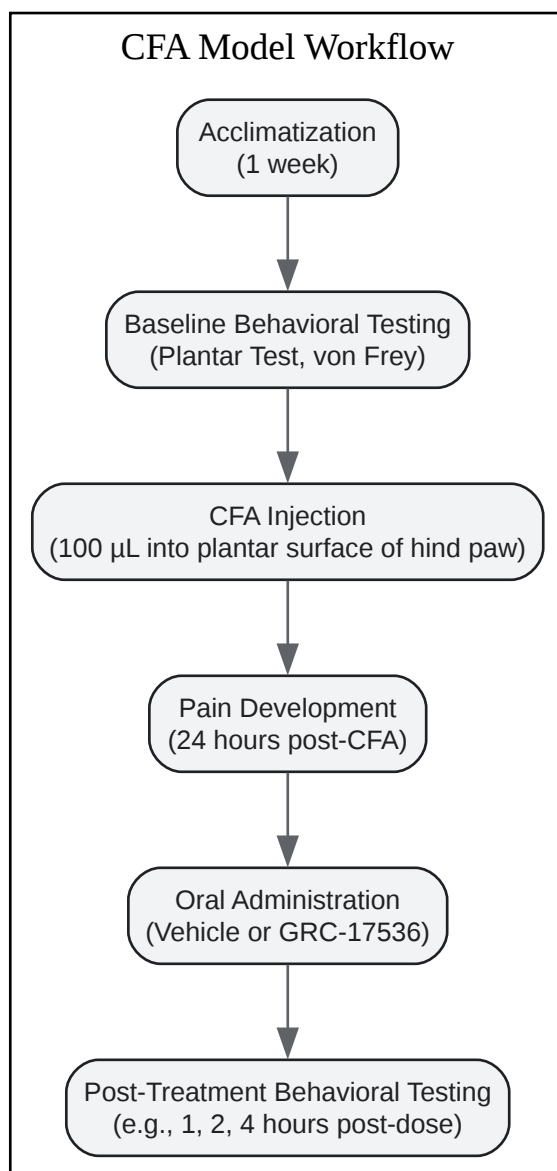 CFA Model Workflow
Acclimatization
(1 week)
Baseline Behavioral Testing
(Plantar Test, von Frey)
CFA Injection
(100 µL into plantar surface of hind paw)
Pain Development
(24 hours post-CFA)
Oral Administration
(Vehicle or GRC-17536)
Post-Treatment Behavioral Testing
(e.g., 1, 2, 4 hours post-dose)